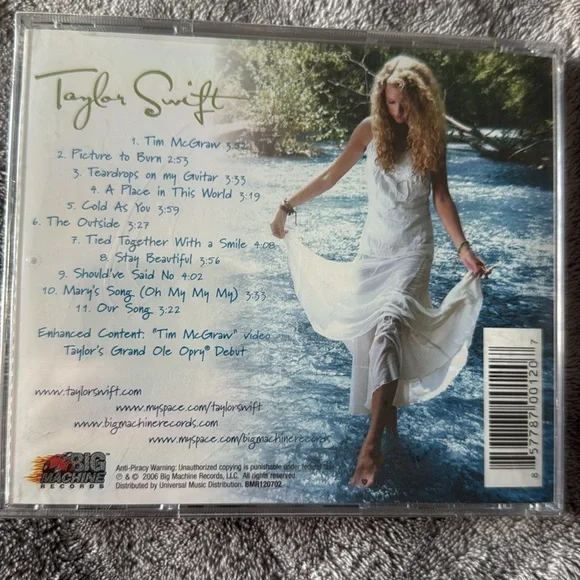 Taylor Swift
1. Tim McGraw 3:52
2. Picture to Burn 2:53
3. Teardrops on my Guitar 3:33
4. A Place in This World 3:19
5. Cold As You 3:59
6. The Outside 3:27
7. Tied Together With a Smile 4:08
8. Stay Beautiful 3:56
9. Should've Said No 4:02
10. Mary's Song (Oh My My My) 3:33
11. Our Song 3:22
Enhanced Content: "Tim McGraw" video
Taylor's Grand Ole Opry® Debut
www.taylorswift.com
www.myspace.com/taylorswift
www.bigmachinerecords.com
www.myspace.com/bigmachinerecords
BIG
MACHINE
RECORDS
Anti-Piracy Warning: Unauthorized copying is punishable under federal law.
℗ & © 2006 Big Machine Records, LLC. All rights reserved.
Distributed by Universal Music Distribution. BMR120702
8 57787 00120 7